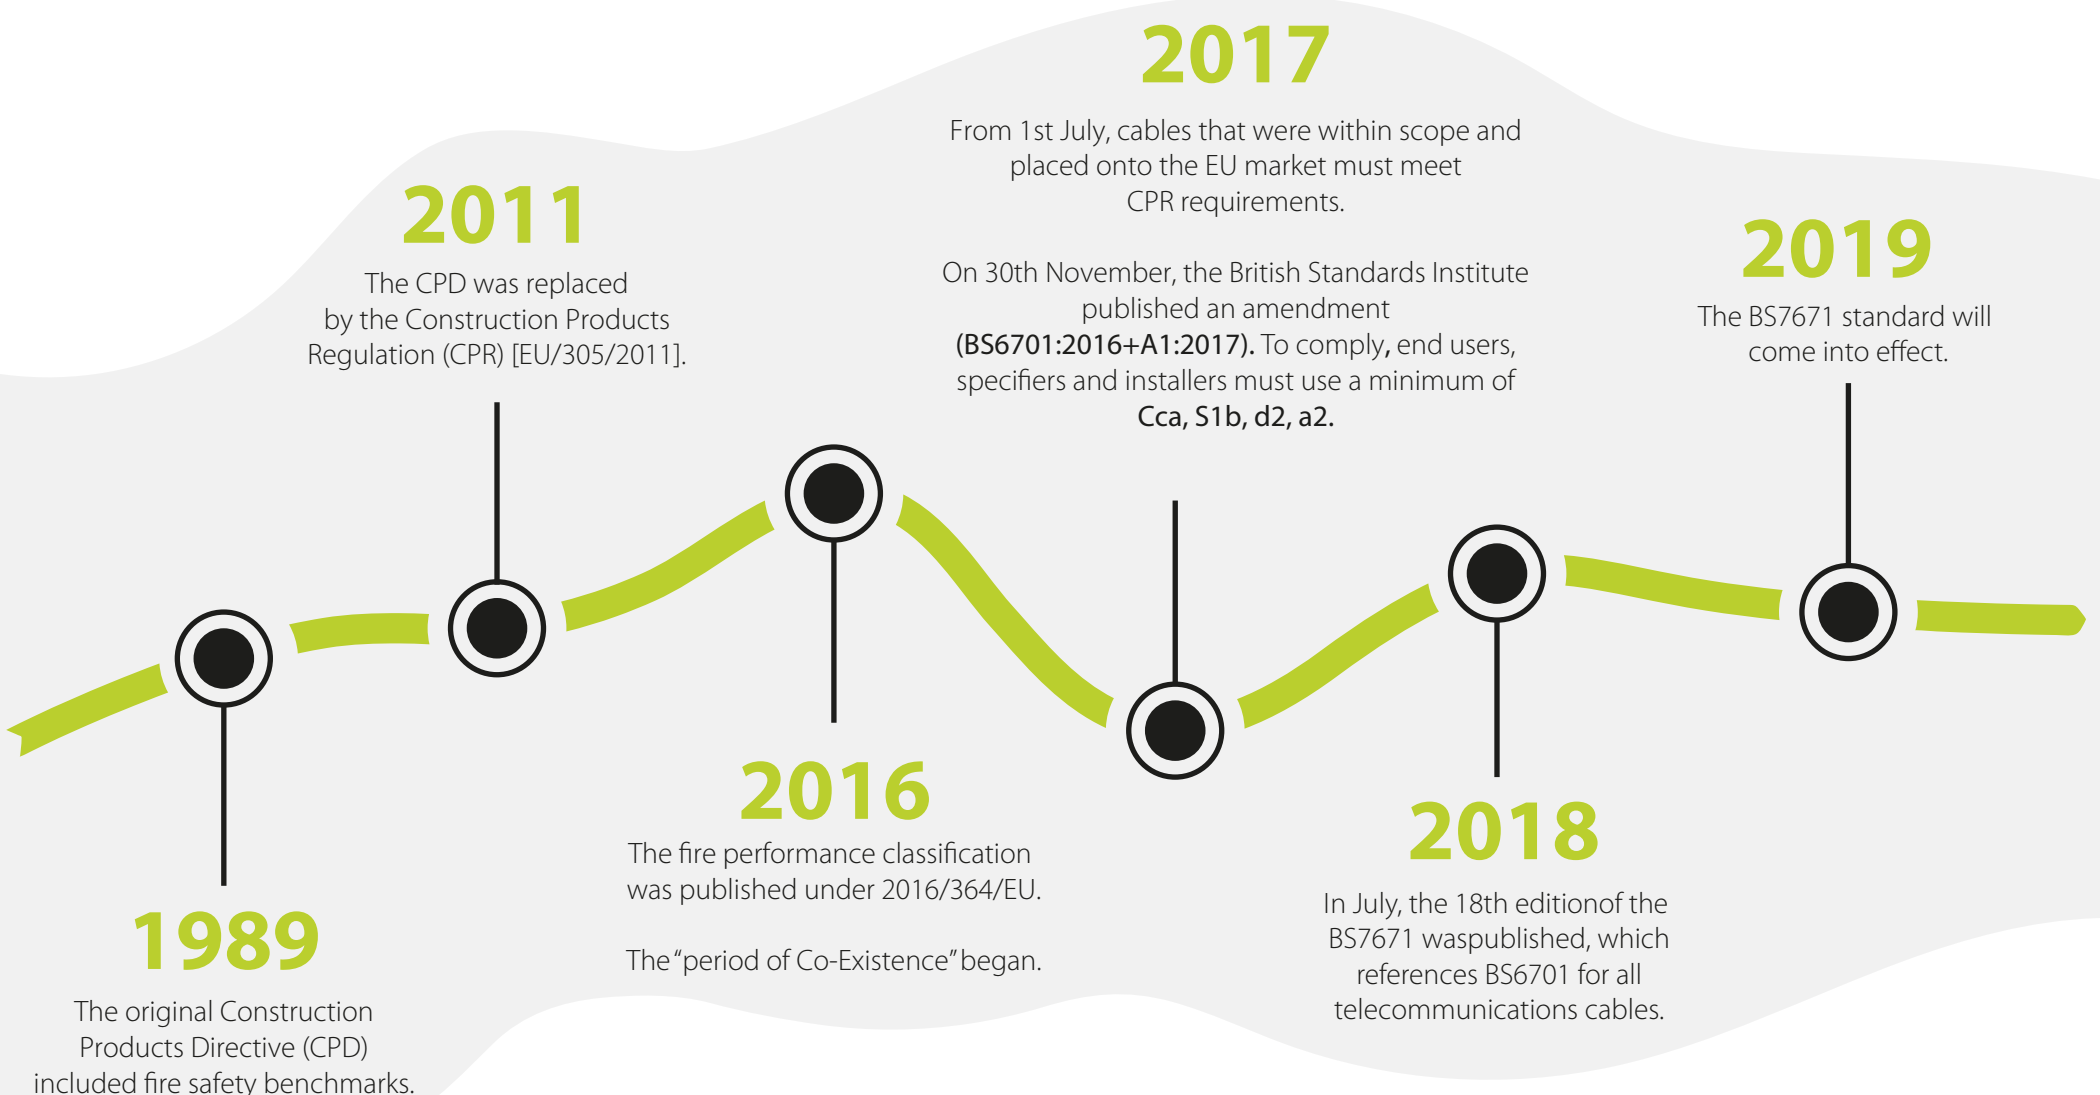 1989
The original Construction
Products Directive (CPD)
included fire safety benchmarks.
2011
The CPD was replaced
by the Construction Products
Regulation (CPR) [EU/305/2011].
2016
The fire performance classification
was published under 2016/364/EU.
The “period of Co-Existence” began.
2017
From 1st July, cables that were within scope and
placed onto the EU market must meet
CPR requirements.
On 30th November, the British Standards Institute
published an amendment
(BS6701:2016+A1:2017). To comply, end users,
specifiers and installers must use a minimum of
Cca, S1b, d2, a2.
2018
In July, the 18th editionof the
BS7671 waspublished, which
references BS6701 for all
telecommunications cables.
2019
The BS7671 standard will
come into effect.